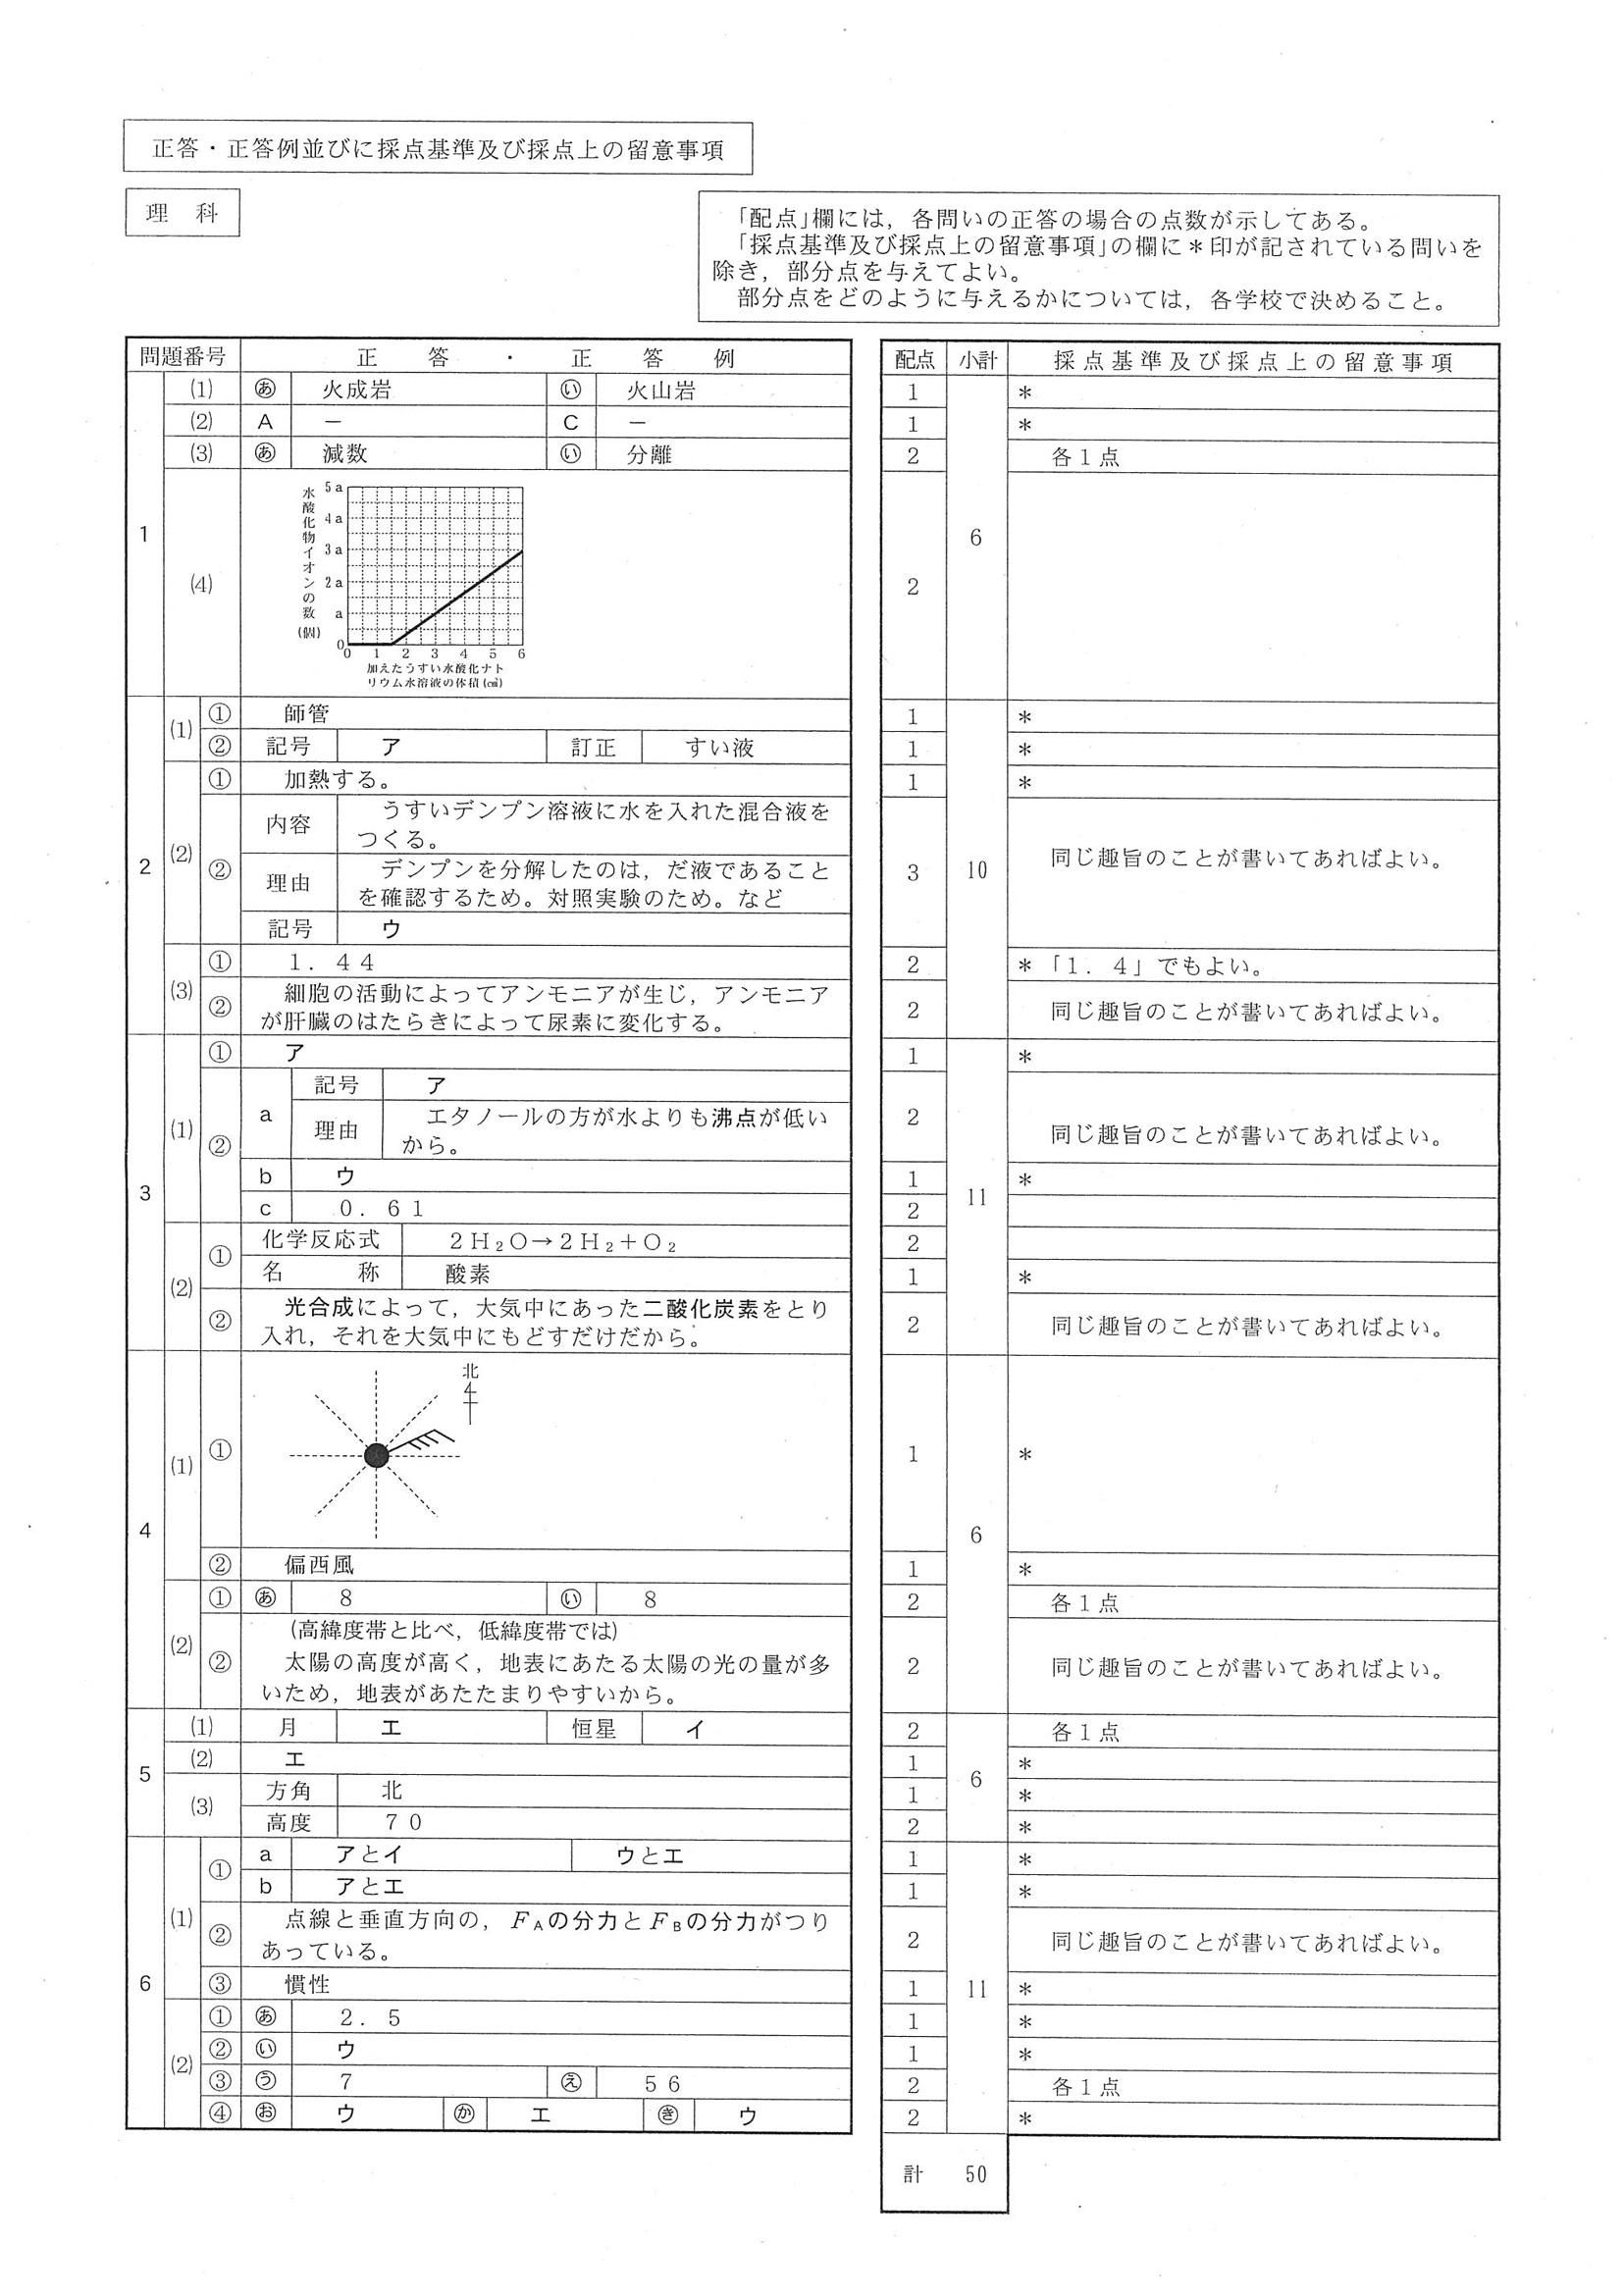 正答・正答例並びに採点基準及び採点上の留意事項
理　科
「配点」欄には，各問いの正答の場合の点数が示してある。
「採点基準及び採点上の留意事項」の欄に＊印が記されている問いを
除き，部分点を与えてよい。
部分点をどのように与えるかについては，各学校で決めること。
問題番号　正　答　・　正　答　例　配点　小計　採点基準及び採点上の留意事項
1　6
(1)　あ　火成岩　い　火山岩　1　＊
(2)　A　－　C　－　1　＊
(3)　あ　減数　い　分離　2　各１点
(4)　2
水酸化物イオンの数(個)
5a
4a
3a
2a
a
0
0 1 2 3 4 5 6
加えたうすい水酸化ナト
リウム水溶液の体積(㎤)
2　10
(1)　①　師管　1　＊
②　記号　ア　訂正　すい液　1　＊
(2)　①　加熱する。　1　＊
②　内容　うすいデンプン溶液に水を入れた混合液を
つくる。
理由　デンプンを分解したのは，だ液であること
を確認するため。対照実験のため。など
記号　ウ
3　同じ趣旨のことが書いてあればよい。
(3)　①　１．４４　2　＊「１．４」でもよい。
②　細胞の活動によってアンモニアが生じ，アンモニア
が肝臓のはたらきによって尿素に変化する。
2　同じ趣旨のことが書いてあればよい。
3　11
(1)　①　ア　1　＊
②　a　記号　ア
理由　エタノールの方が水よりも沸点が低い
から。
2　同じ趣旨のことが書いてあればよい。
b　ウ　1　＊
c　０．６１　2
(2)　①　化学反応式　２Ｈ₂Ｏ→２Ｈ₂＋Ｏ₂　2
名　称　酸素　1　＊
②　光合成によって，大気中にあった二酸化炭素をとり
入れ，それを大気中にもどすだけだから。
2　同じ趣旨のことが書いてあればよい。
4　6
(1)　①　北　1　＊
②　偏西風　1　＊
(2)　①　あ　８　い　８　2　各１点
②　(高緯度帯と比べ，低緯度帯では)
太陽の高度が高く，地表にあたる太陽の光の量が多
いため，地表があたたまりやすいから。
2　同じ趣旨のことが書いてあればよい。
5　6
(1)　月　エ　恒星　イ　2　各１点
(2)　エ　1　＊
(3)　方角　北　1　＊
高度　７０　2　＊
6　11
(1)　①　a　アとイ　ウとエ　1　＊
b　アとエ　1　＊
②　点線と垂直方向の，F_Aの分力とF_Bの分力がつり
あっている。
2　同じ趣旨のことが書いてあればよい。
③　慣性　1　＊
(2)　①　あ　２．５　1　＊
②　い　ウ　1　＊
③　う　７　え　５６　2　各１点
④　お　ウ　か　エ　き　ウ　2　＊
計　50